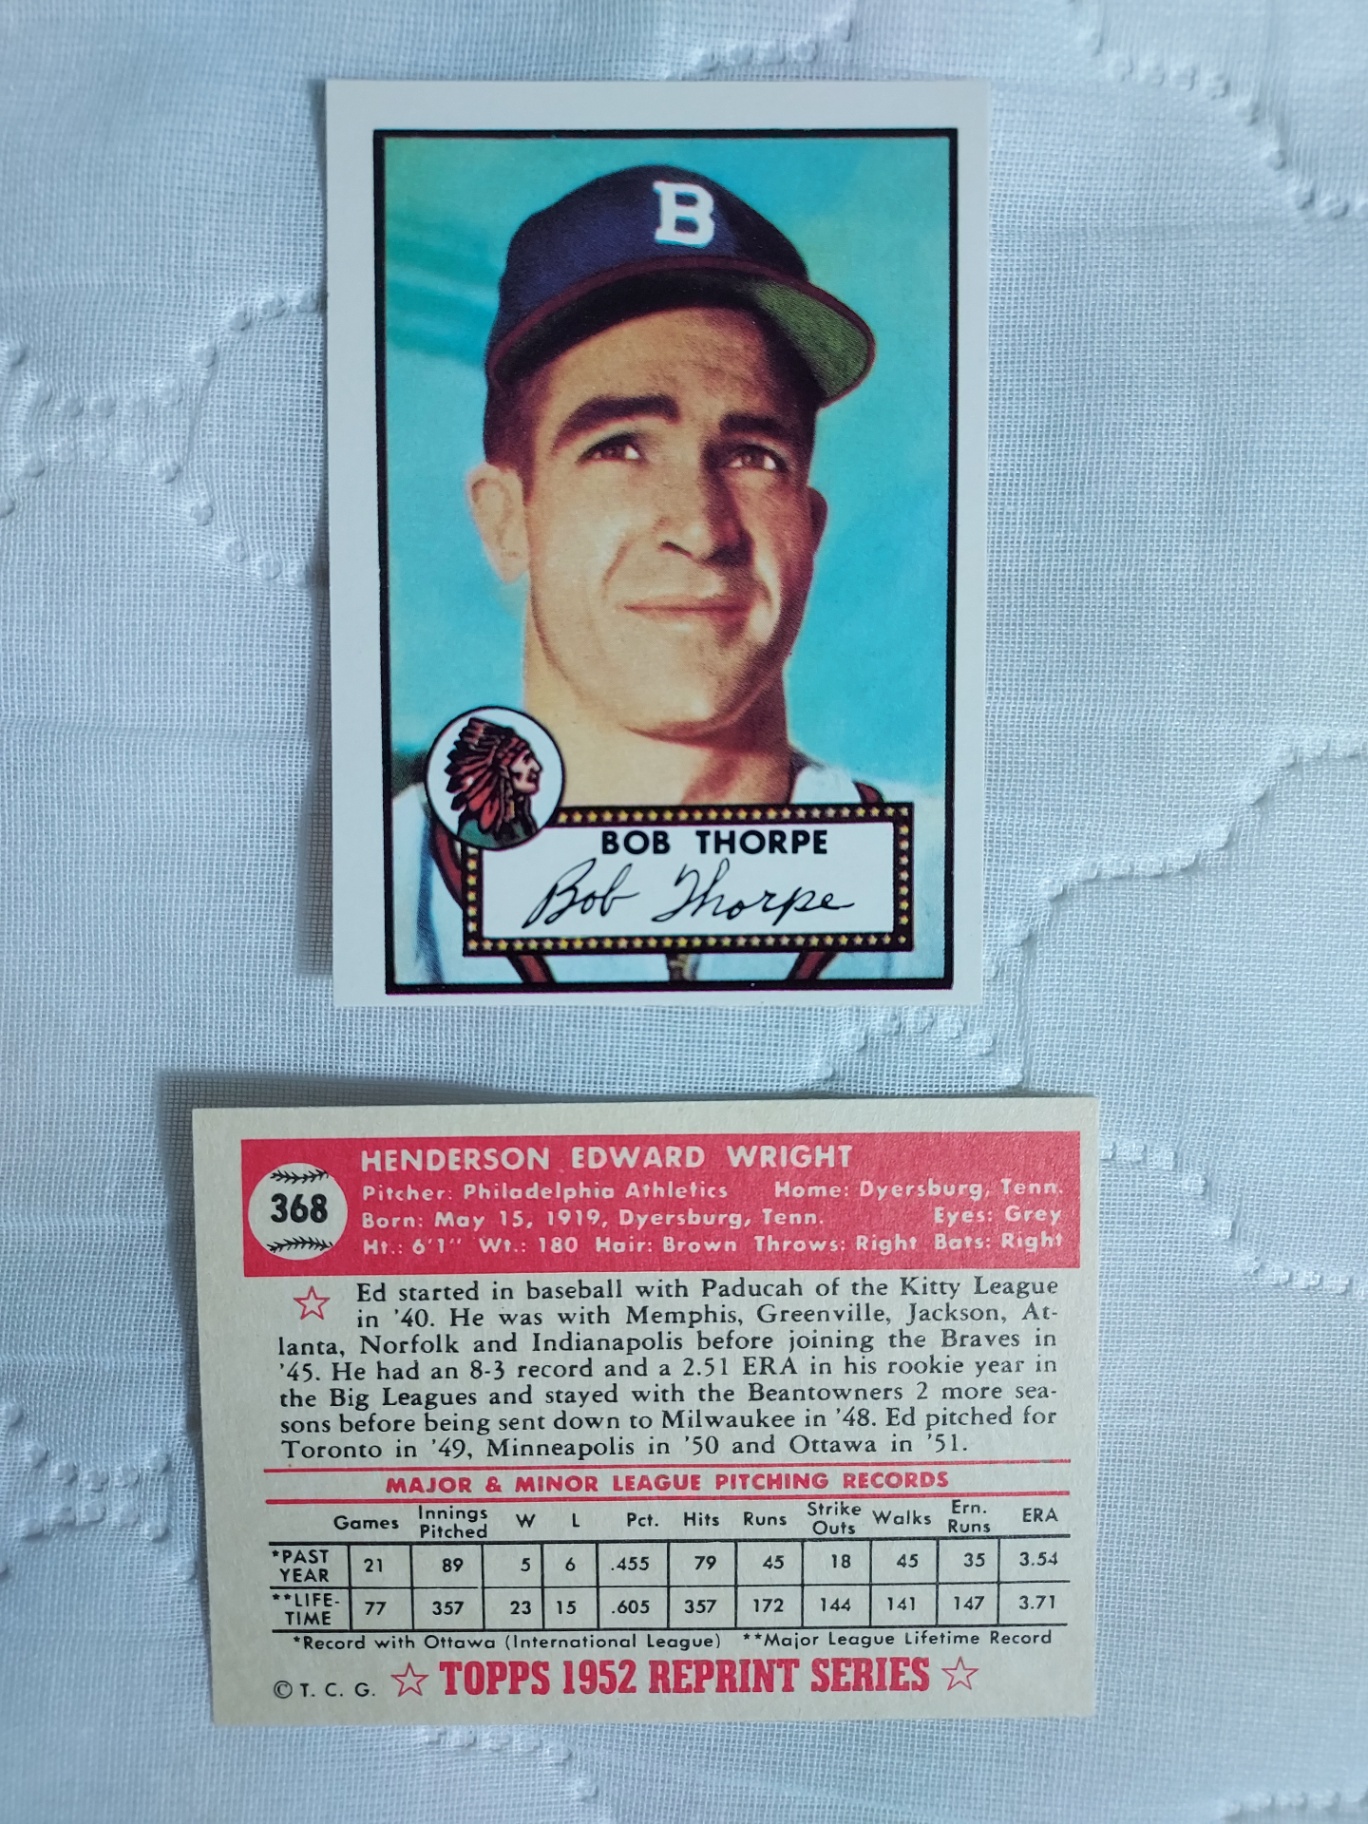 B
BOB THORPE
Bob Thorpe
368
HENDERSON EDWARD WRIGHT
Pitcher: Philadelphia Athletics Home: Dyersburg, Tenn.
Born: May 15, 1919, Dyersburg, Tenn. Eyes: Grey
Ht.: 6'1" Wt.: 180 Hair: Brown Throws: Right Bats: Right
Ed started in baseball with Paducah of the Kitty League
in '40. He was with Memphis, Greenville, Jackson, At-
lanta, Norfolk and Indianapolis before joining the Braves in
'45. He had an 8-3 record and a 2.51 ERA in his rookie year in
the Big Leagues and stayed with the Beantowners 2 more sea-
sons before being sent down to Milwaukee in '48. Ed pitched for
Toronto in '49, Minneapolis in '50 and Ottawa in '51.
MAJOR & MINOR LEAGUE PITCHING RECORDS
Games Innings Pitched W L Pct. Hits Runs Strike Outs Walks Ern. Runs ERA
*PAST YEAR 21 89 5 6 .455 79 45 18 45 35 3.54
**LIFE-TIME 77 357 23 15 .605 357 172 144 141 147 3.71
*Record with Ottawa (International League) **Major League Lifetime Record
© T. C. G. ☆ TOPPS 1952 REPRINT SERIES ☆